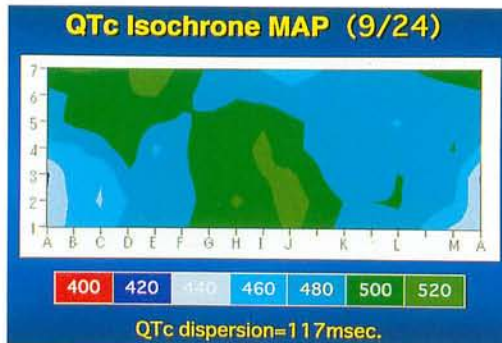 QTc Isochrone MAP (9/24)
7
6
5
4
3
2
1
A B C D E F G H I J K L M A
400 420 440 460 480 500 520
QTc dispersion=117msec.